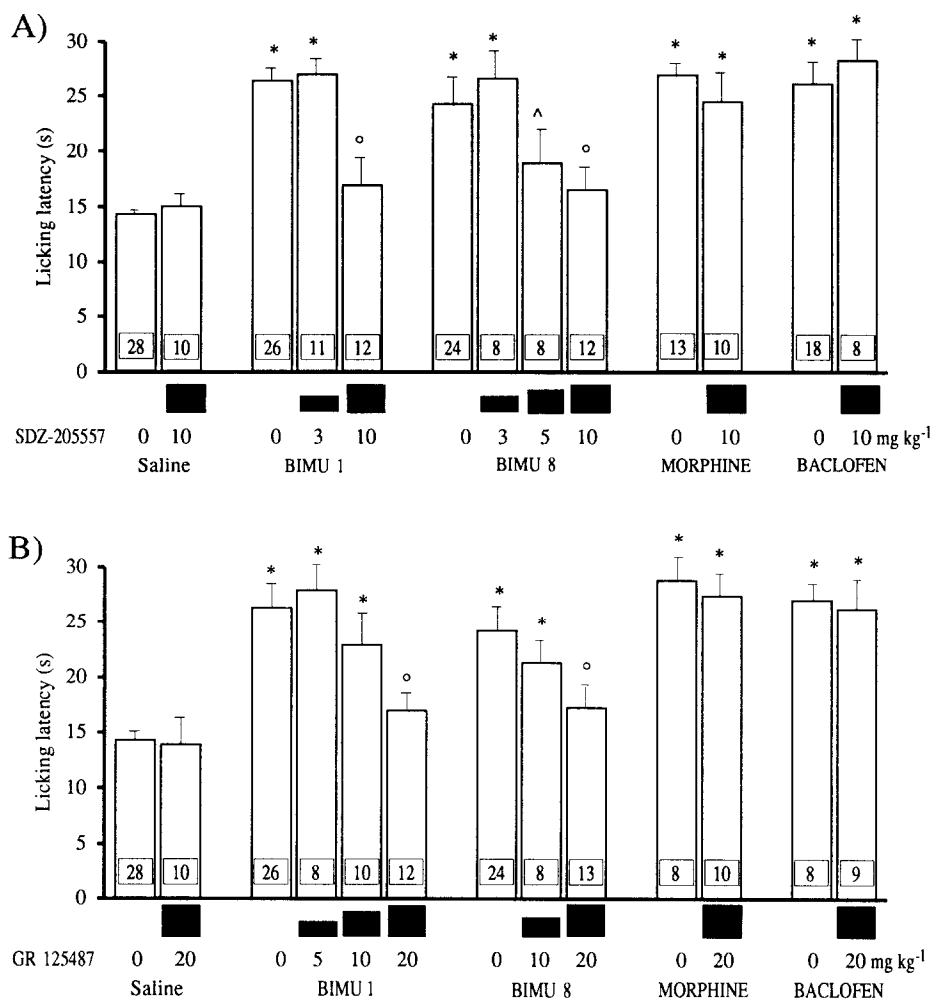 A)
Licking latency (s)
30
25
20
15
10
5
0
* * ° * * ^ ° * * * *
28 10 26 11 12 24 8 8 12 13 10 18 8
SDZ-205557 0 10 0 3 10 0 3 5 10 0 10 0 10 mg kg-1
Saline BIMU 1 BIMU 8 MORPHINE BACLOFEN
B)
Licking latency (s)
30
25
20
15
10
5
0
* * * ° * * ° * * * *
28 10 26 8 10 12 24 8 13 8 10 8 9
GR 125487 0 20 0 5 10 20 0 10 20 0 20 0 20 mg kg-1
Saline BIMU 1 BIMU 8 MORPHINE BACLOFEN